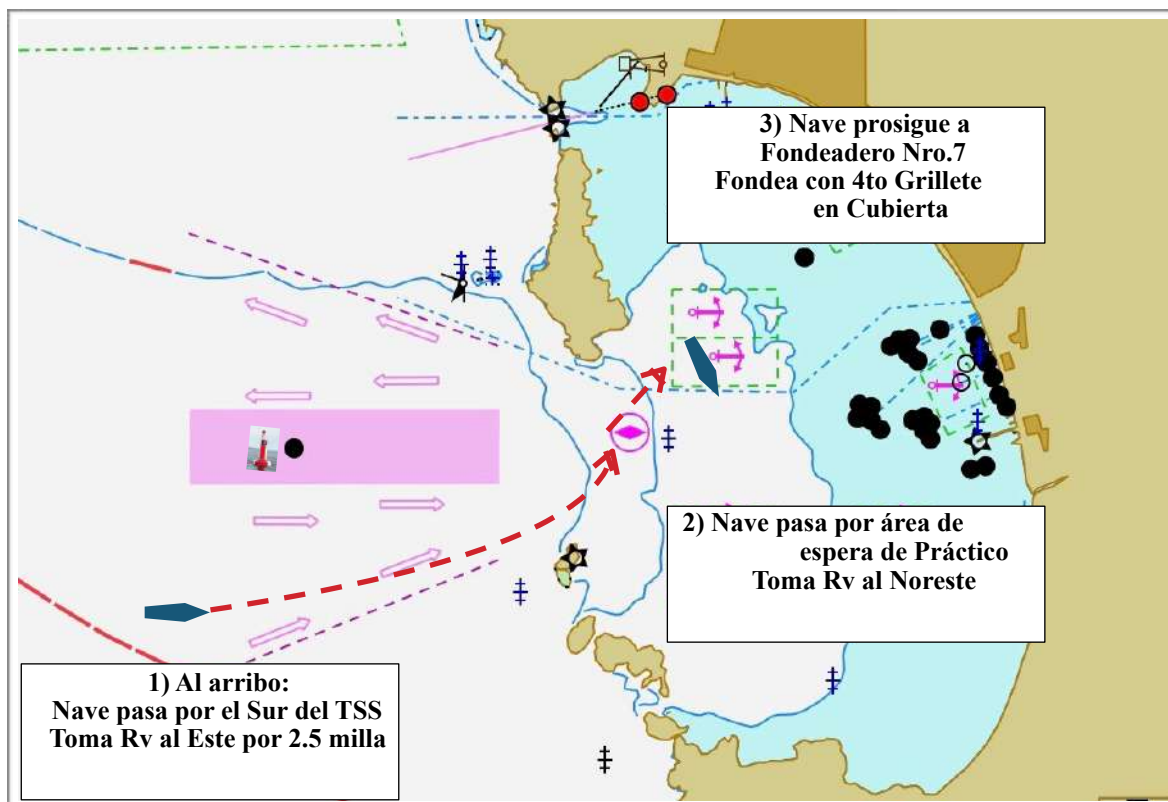 3) Nave prosigue a
Fondeadero Nro.7
Fondea con 4to Grillete
en Cubierta
2) Nave pasa por área de
espera de Práctico
Toma Rv al Noreste
1) Al arribo:
Nave pasa por el Sur del TSS
Toma Rv al Este por 2.5 milla